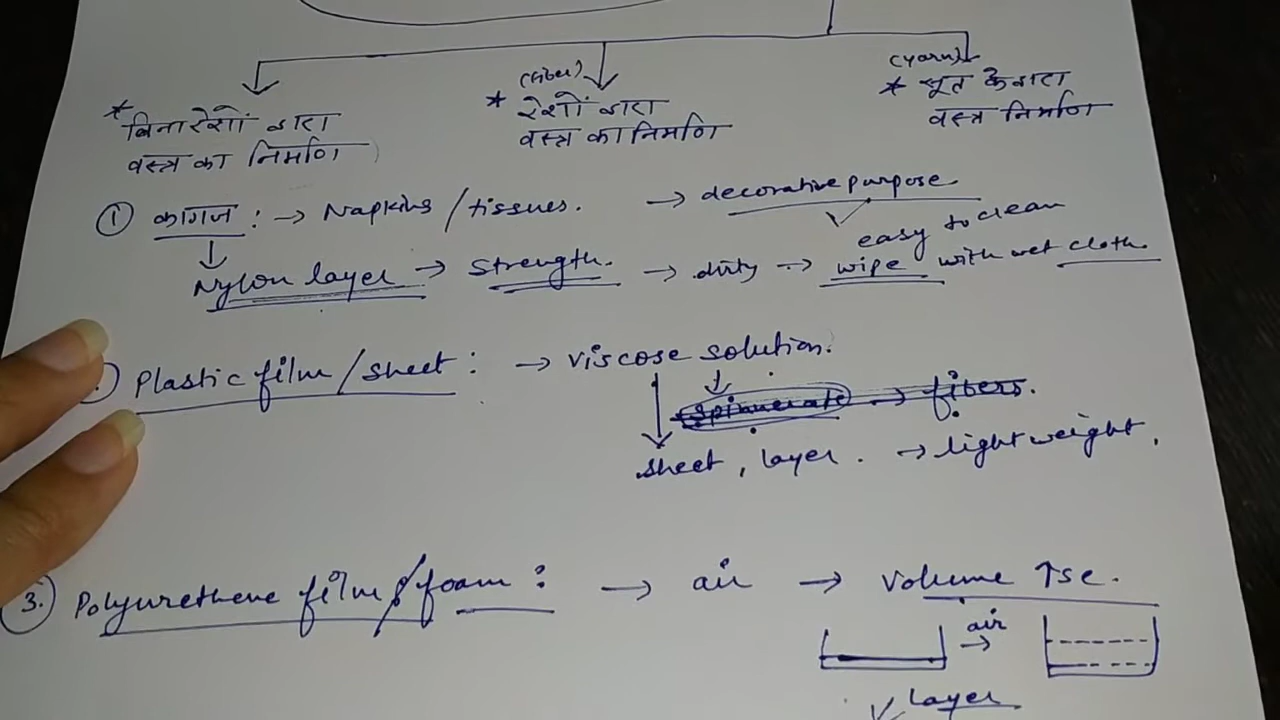 (fiber)
(yarn)
* बिना रेशों द्वारा
वस्त्र का निर्माण
* रेशों द्वारा
वस्त्र का निर्माण
* सूत के द्वारा
वस्त्र निर्माण
① कागज : → Napkins / tissues. → decorative purpose
easy to clean
↓
Nylon layer → strength. → dirty → wipe with wet cloth.
Plastic film / sheet : → viscose solution.
↓
sheet, layer. → light weight,
3. Polyurethene film / foam : → air → volume ↑se.
air →
layer